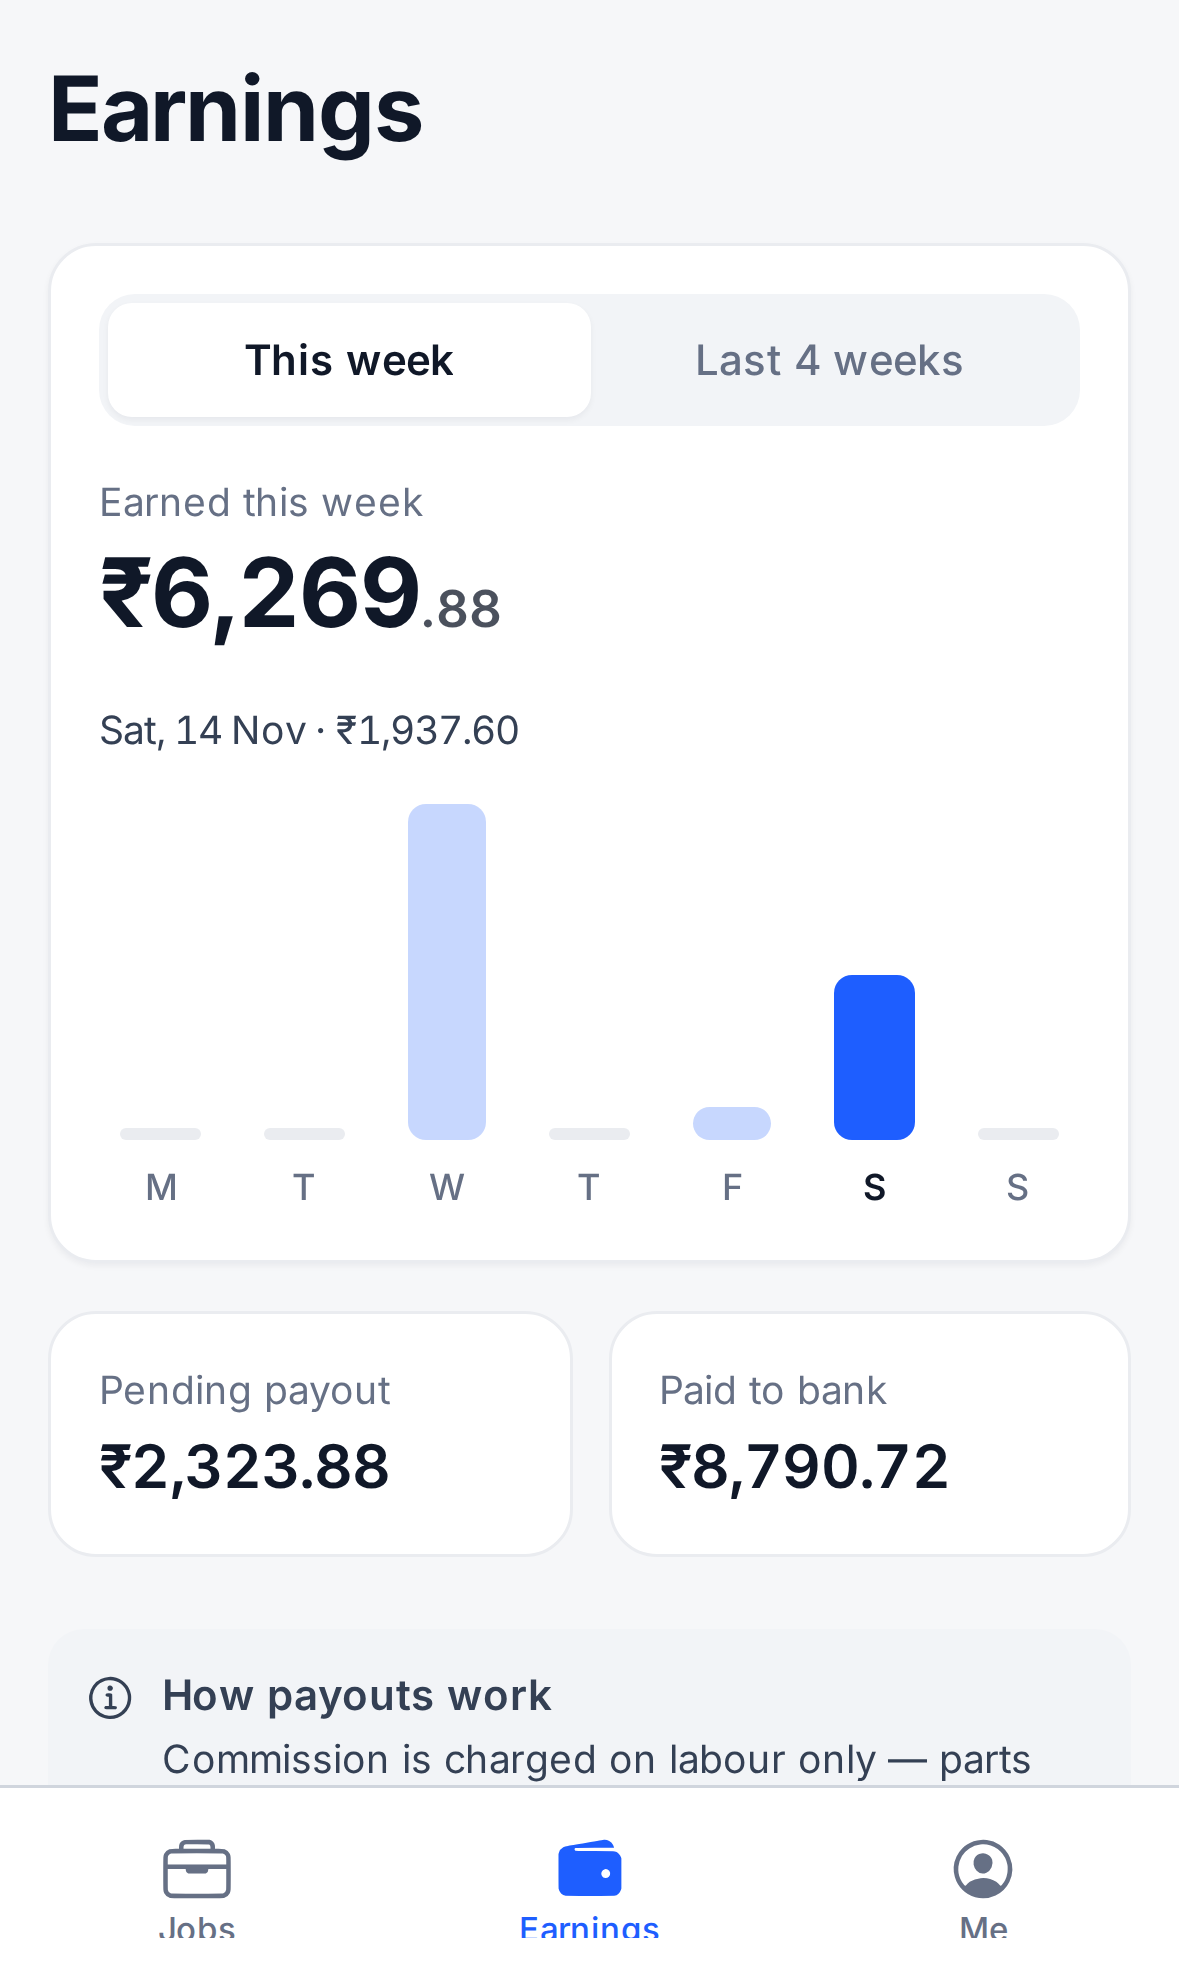 Earnings
This week
Last 4 weeks
Earned this week
₹6,269.88
Sat, 14 Nov · ₹1,937.60
M T W T F S S
Pending payout
₹2,323.88
Paid to bank
₹8,790.72
How payouts work
Commission is charged on labour only — parts
Jobs
Earnings
Me